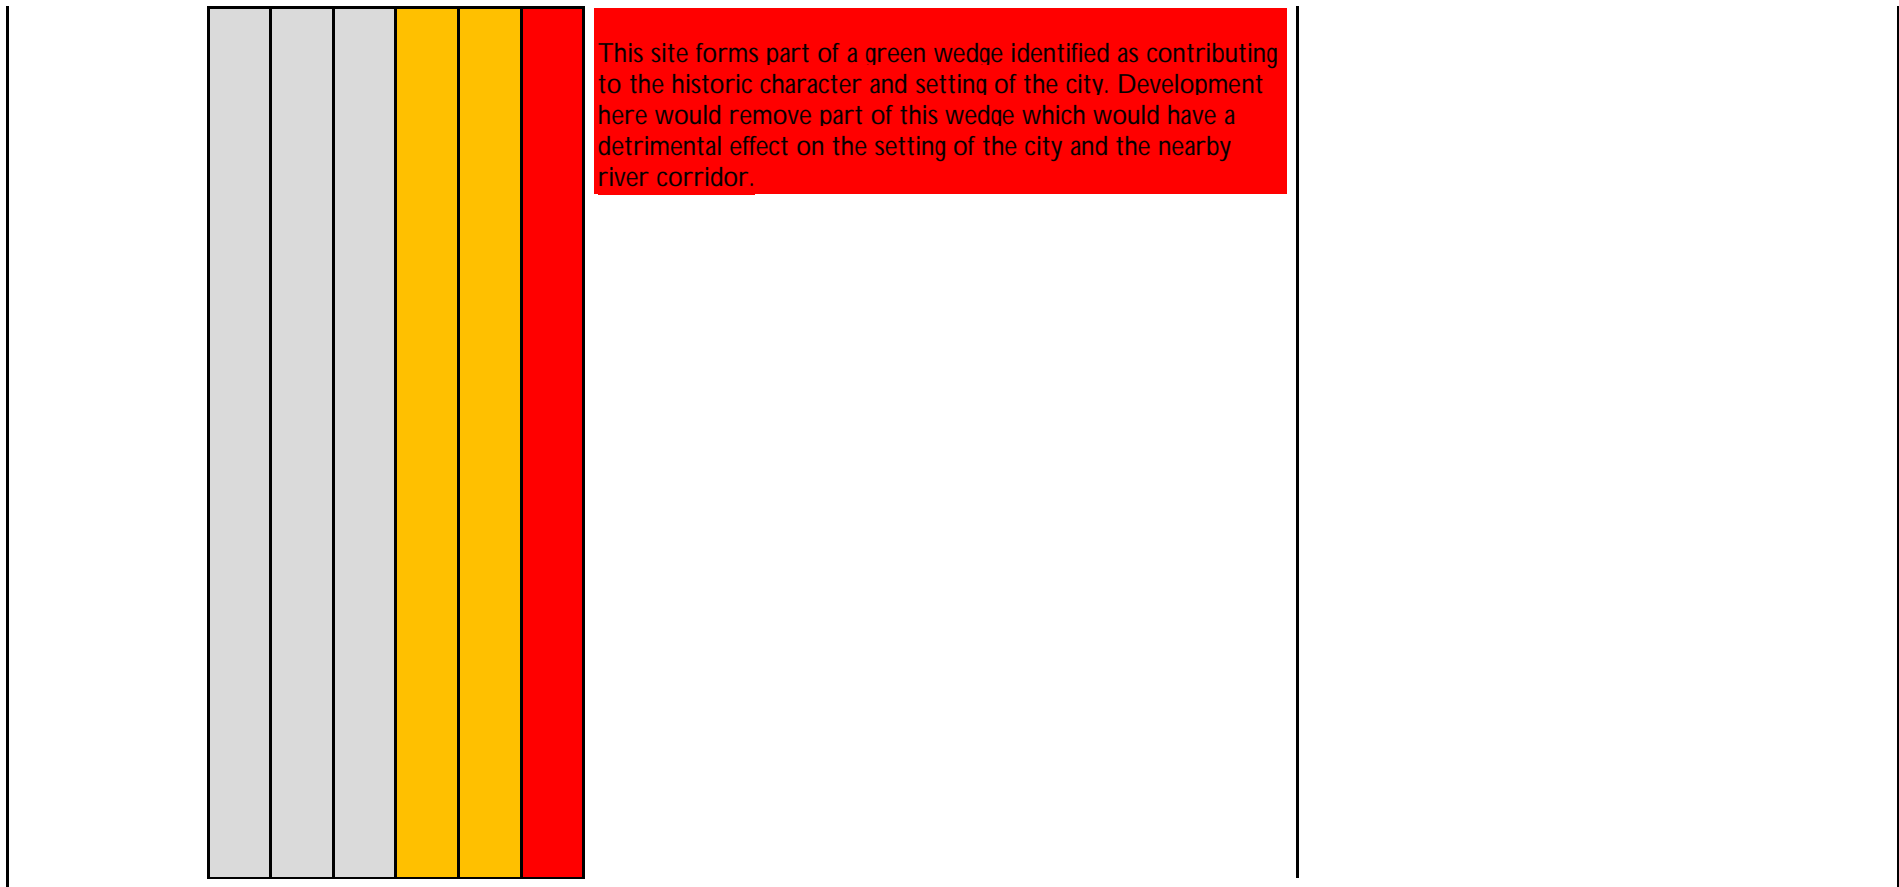 This site forms part of a green wedge identified as contributing
to the historic character and setting of the city. Development
here would remove part of this wedge which would have a
detrimental effect on the setting of the city and the nearby
river corridor.